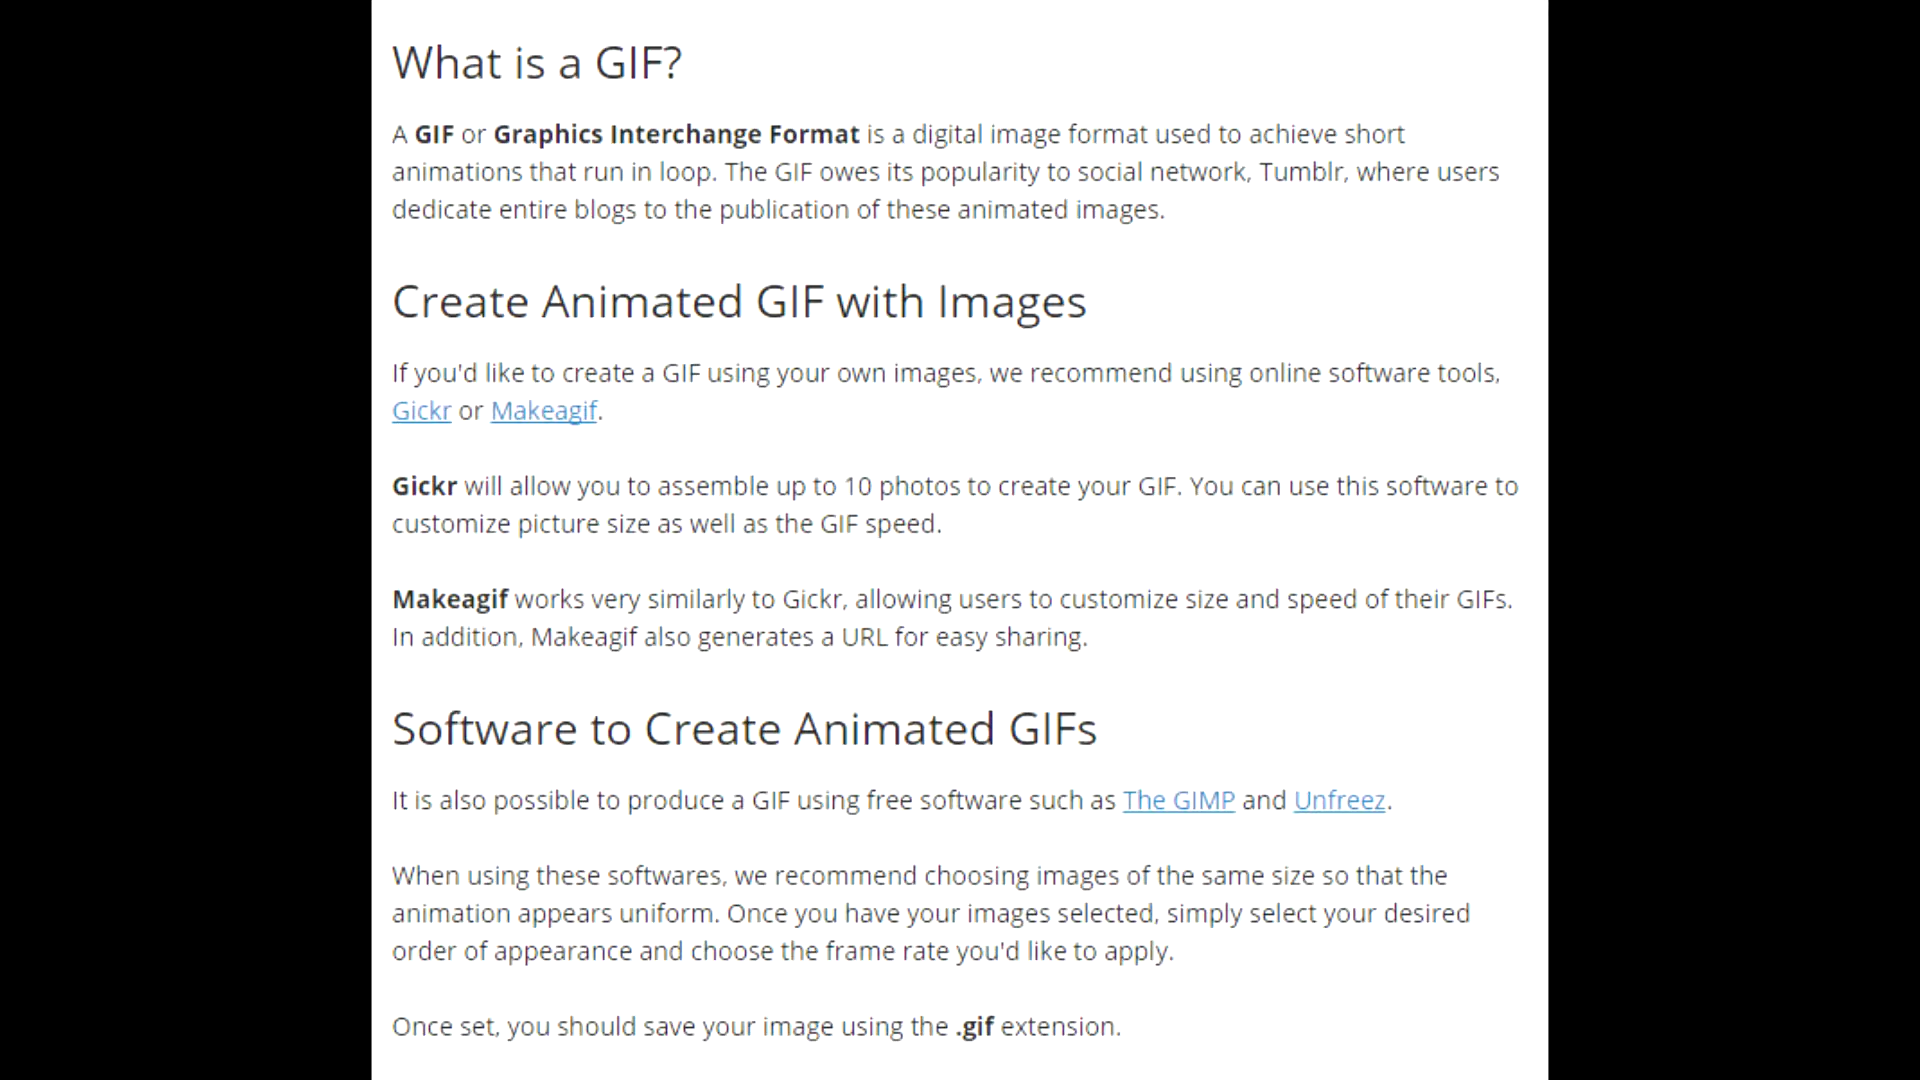 What is a GIF?
A GIF or Graphics Interchange Format is a digital image format used to achieve short
animations that run in loop. The GIF owes its popularity to social network, Tumblr, where users
dedicate entire blogs to the publication of these animated images.
Create Animated GIF with Images
If you'd like to create a GIF using your own images, we recommend using online software tools,
Gickr or Makeagif.
Gickr will allow you to assemble up to 10 photos to create your GIF. You can use this software to
customize picture size as well as the GIF speed.
Makeagif works very similarly to Gickr, allowing users to customize size and speed of their GIFs.
In addition, Makeagif also generates a URL for easy sharing.
Software to Create Animated GIFs
It is also possible to produce a GIF using free software such as The GIMP and Unfreez.
When using these softwares, we recommend choosing images of the same size so that the
animation appears uniform. Once you have your images selected, simply select your desired
order of appearance and choose the frame rate you'd like to apply.
Once set, you should save your image using the .gif extension.